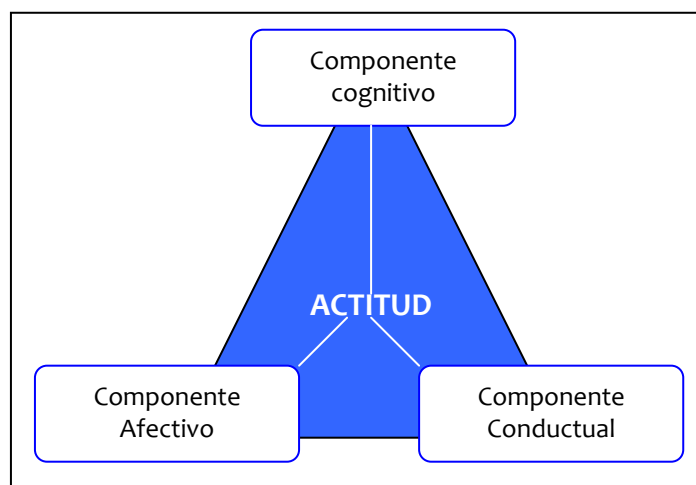 Componente
cognitivo
ACTITUD
Componente
Afectivo
Componente
Conductual